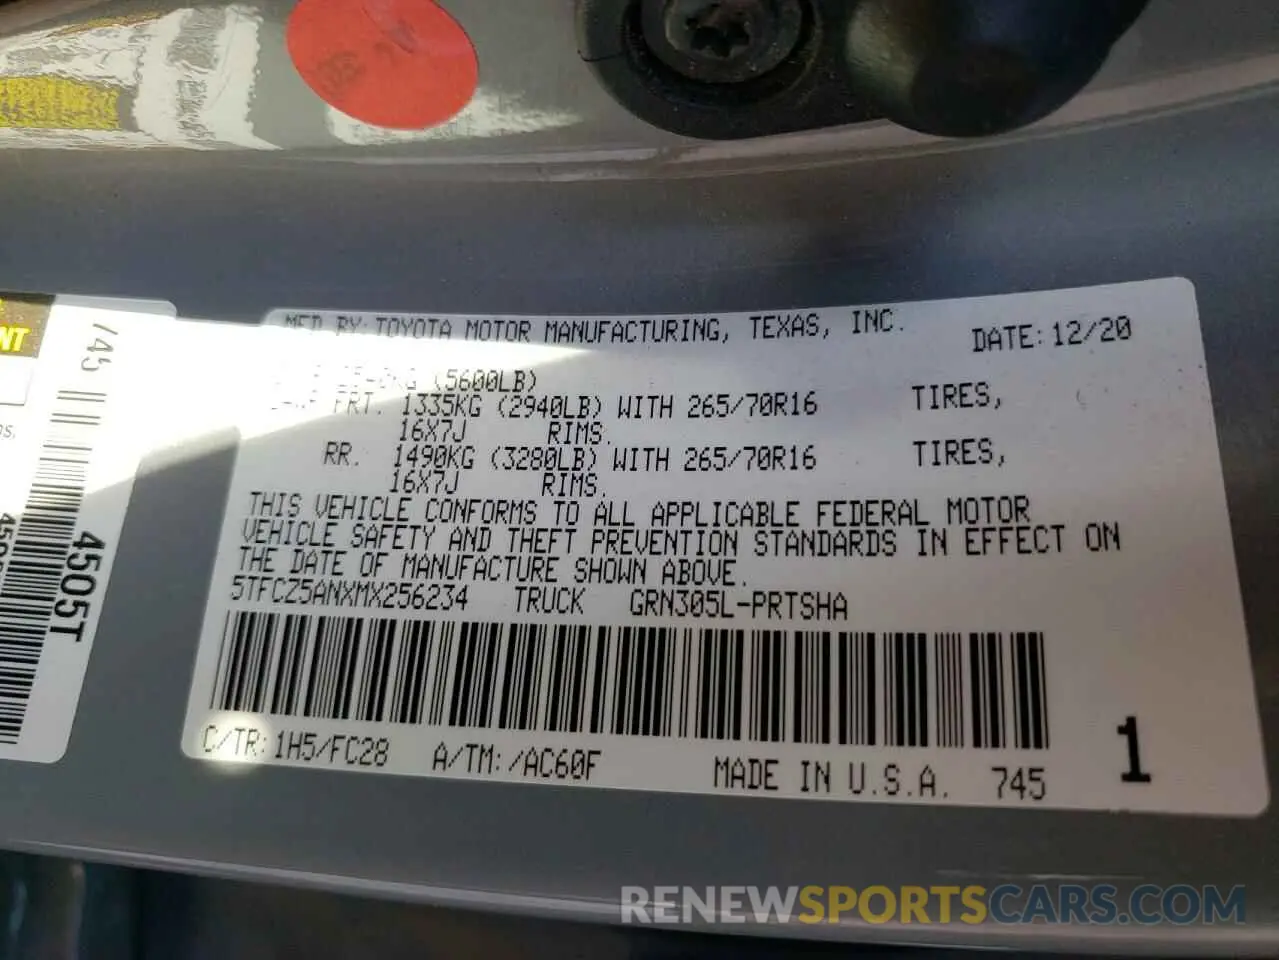 MFD BY: TOYOTA MOTOR MANUFACTURING, TEXAS, INC.
DATE: 12/20
(5600LB)
FRT. 1335KG (2940LB) WITH 265/70R16 TIRES,
16X7J RIMS.
RR. 1490KG (3280LB) WITH 265/70R16 TIRES,
16X7J RIMS.
THIS VEHICLE CONFORMS TO ALL APPLICABLE FEDERAL MOTOR
VEHICLE SAFETY AND THEFT PREVENTION STANDARDS IN EFFECT ON
THE DATE OF MANUFACTURE SHOWN ABOVE.
5TFCZ5ANXMX256234 TRUCK GRN305L-PRTSHA
C/TR: 1H5/FC28 A/TM: /AC60F
MADE IN U.S.A. 745
1
745
4505T
RENEWSPORTSCARS.COM